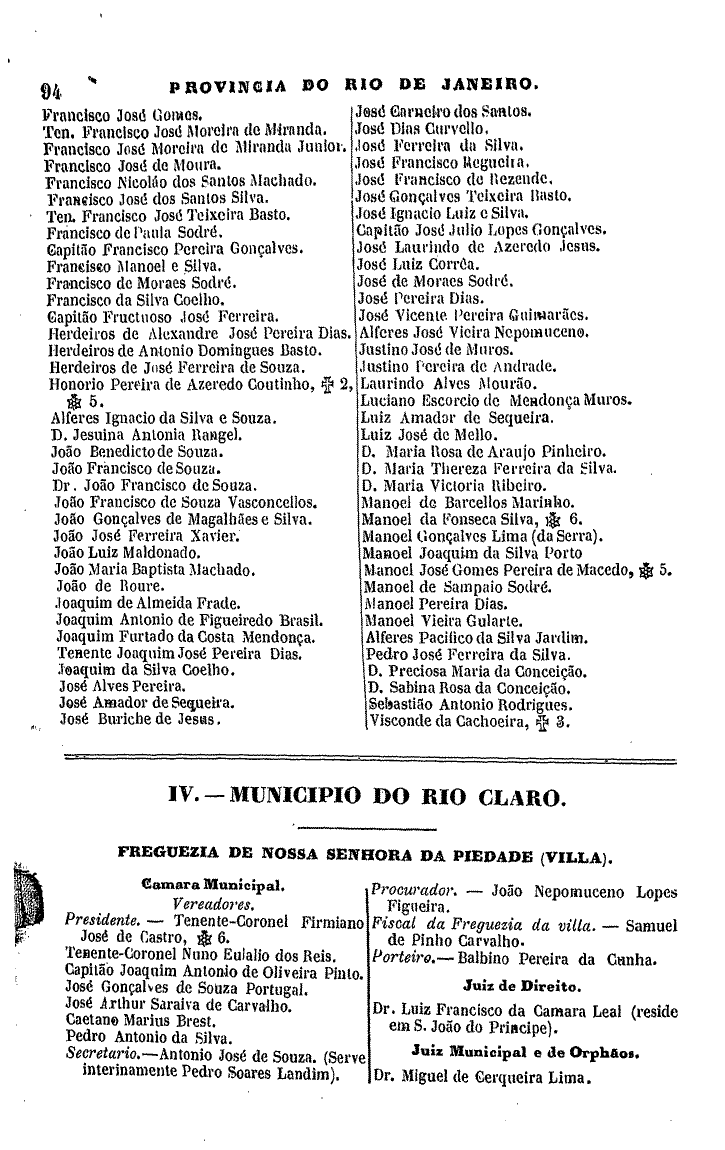 94 PROVINCIA DO RIO DE JANEIRO.
Francisco José Gomes.
Ten. Francisco José Moreira de Miranda.
Francisco José Moreira de Miranda Junior.
Francisco José de Moura.
Francisco Nicoláo dos Santos Machado.
Francisco José dos Santos Silva.
Ten. Francisco José Teixeira Basto.
Francisco de Paula Sodré.
Capitão Francisco Pereira Gonçalves.
Francisco Manoel e Silva.
Francisco de Moraes Sodré.
Francisco da Silva Coelho.
Capitão Fructuoso José Ferreira.
Herdeiros de Alexandre José Pereira Dias.
Herdeiros de Antonio Domingues Basto.
Herdeiros de José Ferreira de Souza.
Honorio Pereira de Azeredo Coutinho, 2,
5.
Alferes Ignacio da Silva e Souza.
D. Jesuina Antonia Rangel.
João Benedicto de Souza.
João Francisco de Souza.
Dr. João Francisco de Souza.
João Francisco de Souza Vasconcellos.
João Gonçalves de Magalhães e Silva.
João José Ferreira Xavier.
João Luiz Maldonado.
João Maria Baptista Machado.
João de Roure.
Joaquim de Almeida Frade.
Joaquim Antonio de Figueiredo Brasil.
Joaquim Furtado da Costa Mendonça.
Tenente Joaquim José Pereira Dias.
Joaquim da Silva Coelho.
José Alves Pereira.
José Amador de Sequeira.
José Buriche de Jesus.
José Carneiro dos Santos.
José Dias Curvello.
José Ferreira da Silva.
José Francisco Regueira.
José Francisco de Rezende.
José Gonçalves Teixeira Basto.
José Ignacio Luiz e Silva.
Capitão José Julio Lopes Gonçalves.
José Laurindo de Azeredo Jesus.
José Luiz Corrêa.
José de Moraes Sodré.
José Pereira Dias.
José Vicente Pereira Guimarães.
Alferes José Vieira Nepomuceno.
Justino José de Muros.
Justino Pereira de Andrade.
Laurindo Alves Mourão.
Luciano Escorcio de Mendonça Muros.
Luiz Amador de Sequeira.
Luiz José de Mello.
D. Maria Rosa de Araujo Pinheiro.
D. Maria Thereza Ferreira da Silva.
D. Maria Victoria Ribeiro.
Manoel de Barcellos Marinho.
Manoel da Fonseca Silva, 6.
Manoel Gonçalves Lima (da Serra).
Manoel Joaquim da Silva Porto
Manoel José Gomes Pereira de Macedo, 5.
Manoel de Sampaio Sodré.
Manoel Pereira Dias.
Manoel Vieira Gularte.
Alferes Pacifico da Silva Jardim.
Pedro José Ferreira da Silva.
D. Preciosa Maria da Conceição.
D. Sabina Rosa da Conceição.
Sebastião Antonio Rodrigues.
Visconde da Cachoeira, 3.
IV.—MUNICIPIO DO RIO CLARO.
FREGUEZIA DE NOSSA SENHORA DA PIEDADE (VILLA).
Camara Municipal.
Vereadores.
Presidente. — Tenente-Coronel Firmiano
José de Castro, 6.
Tenente-Coronel Nuno Eulalio dos Reis.
Capitão Joaquim Antonio de Oliveira Pinto.
José Gonçalves de Souza Portugal.
José Arthur Saraiva de Carvalho.
Caetano Marius Brest.
Pedro Antonio da Silva.
Secretario.—Antonio José de Souza. (Serve
interinamente Pedro Soares Landim).
Procurador. — João Nepomuceno Lopes
Figueira.
Fiscal da Freguezia da villa. — Samuel
de Pinho Carvalho.
Porteiro.—Balbino Pereira da Cunha.
Juiz de Direito.
Dr. Luiz Francisco da Camara Leal (reside
em S. João do Principe).
Juiz Municipal e de Orphãos.
Dr. Miguel de Cerqueira Lima.